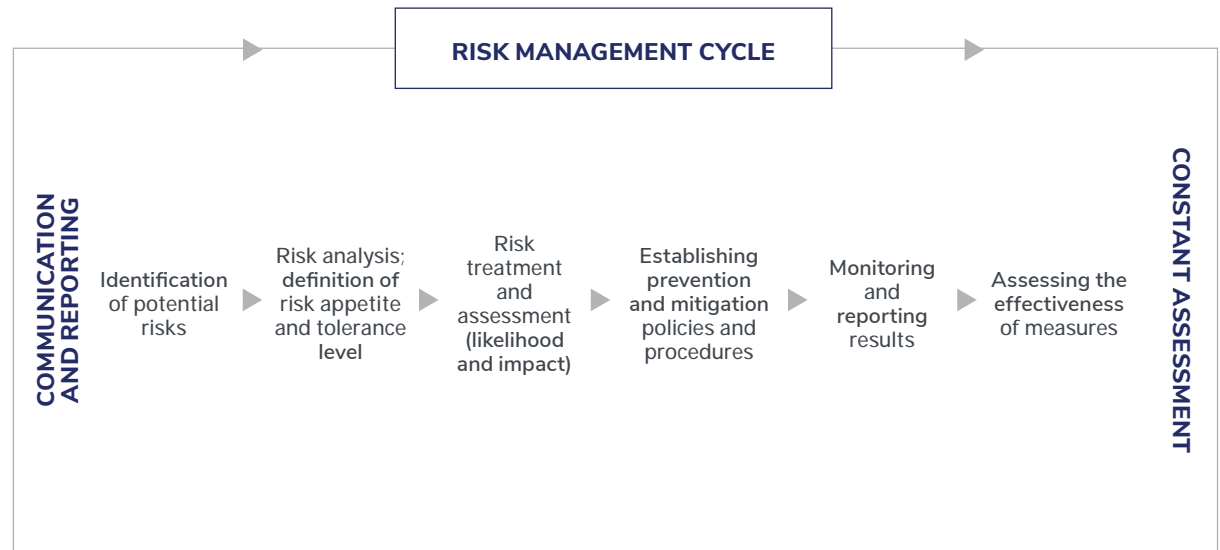 RISK MANAGEMENT CYCLE
COMMUNICATION
AND REPORTING
Identification
of potential
risks
Risk analysis;
definition of
risk appetite
and tolerance
level
Risk
treatment
and
assessment
(likelihood
and impact)
Establishing
prevention
and mitigation
policies and
procedures
Monitoring
and
reporting
results
Assessing the
effectiveness
of measures
CONSTANT ASSESSMENT